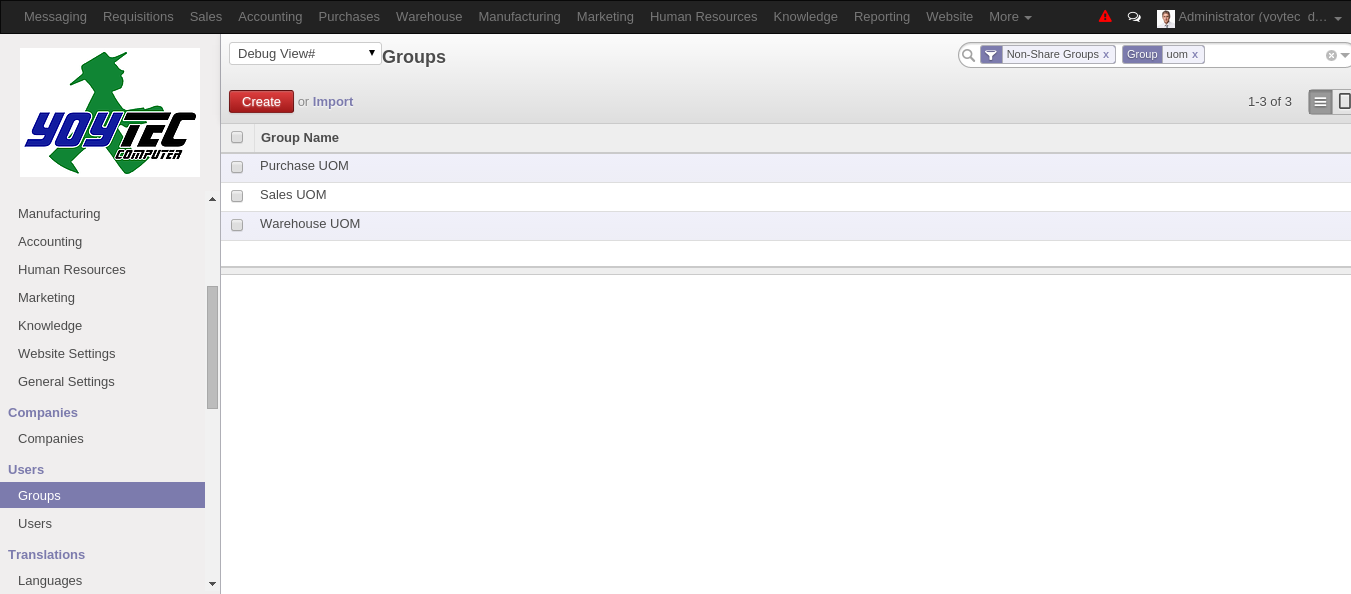 Messaging Requisitions Sales Accounting Purchases Warehouse Manufacturing Marketing Human Resources Knowledge Reporting Website More Administrator (yoytec_d...
YOYTEC
COMPUTER
Debug View# Groups Non-Share Groups x Group uom x
Create or Import 1-3 of 3
Group Name
Purchase UOM
Sales UOM
Warehouse UOM
Manufacturing
Accounting
Human Resources
Marketing
Knowledge
Website Settings
General Settings
Companies
Companies
Users
Groups
Users
Translations
Languages